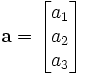 a = [a₁
a₂
a₃]